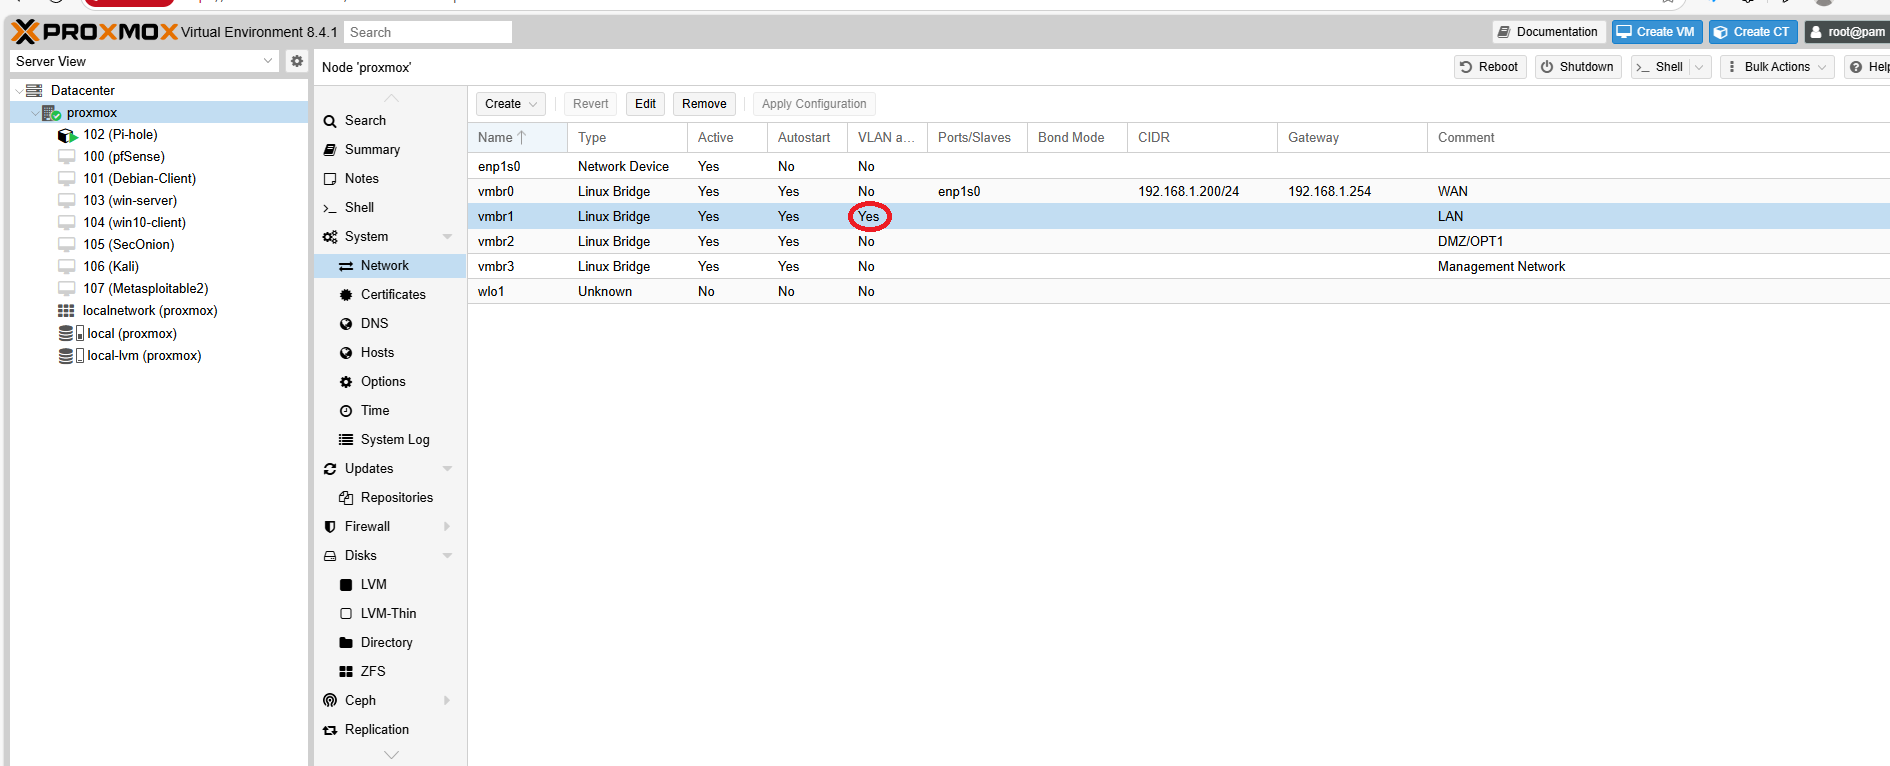 PROXMOX Virtual Environment 8.4.1 Search Documentation Create VM Create CT root@pam
Server View
Node 'proxmox' Reboot Shutdown >_ Shell Bulk Actions Help
Datacenter
proxmox
102 (Pi-hole)
100 (pfSense)
101 (Debian-Client)
103 (win-server)
104 (win10-client)
105 (SecOnion)
106 (Kali)
107 (Metasploitable2)
localnetwork (proxmox)
local (proxmox)
local-lvm (proxmox)
Search
Summary
Notes
>_ Shell
System
Network
Certificates
DNS
Hosts
Options
Time
System Log
Updates
Repositories
Firewall
Disks
LVM
LVM-Thin
Directory
ZFS
Ceph
Replication
Create Revert Edit Remove Apply Configuration
Name Type Active Autostart VLAN a... Ports/Slaves Bond Mode CIDR Gateway Comment
enp1s0 Network Device Yes No No
vmbr0 Linux Bridge Yes Yes No enp1s0 192.168.1.200/24 192.168.1.254 WAN
vmbr1 Linux Bridge Yes Yes Yes LAN
vmbr2 Linux Bridge Yes Yes No DMZ/OPT1
vmbr3 Linux Bridge Yes Yes No Management Network
wlo1 Unknown No No No